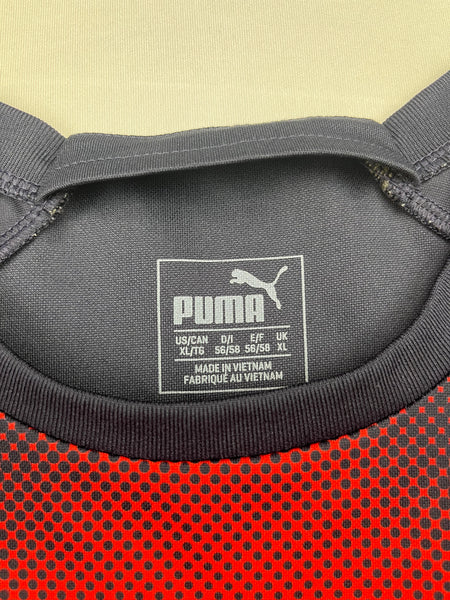 PUMA
US/CAN D/I E/F UK
XL/TG 56/58 56/58 XL
MADE IN VIETNAM
FABRIQUÉ AU VIETNAM